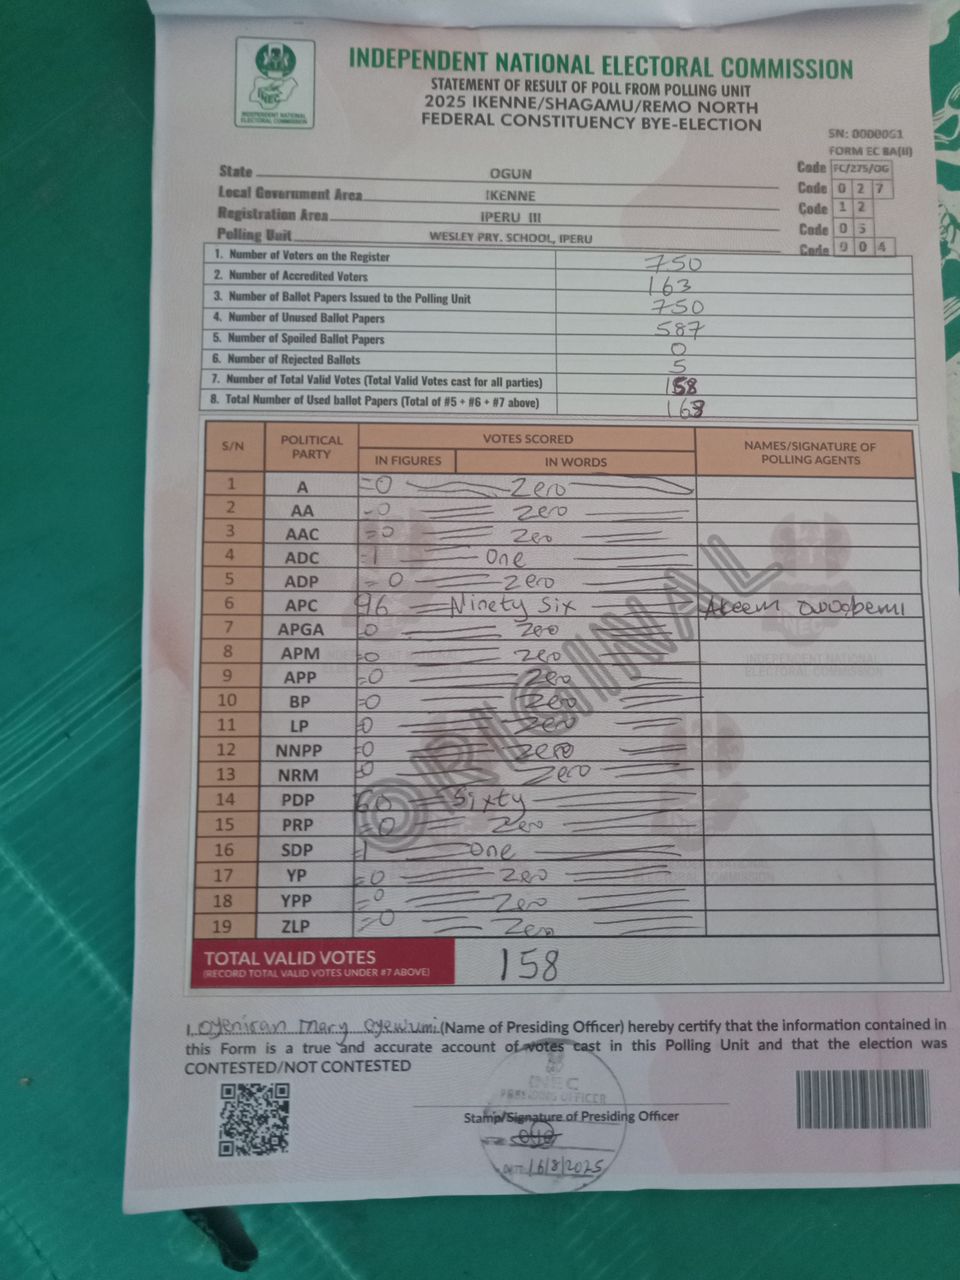 INDEPENDENT NATIONAL ELECTORAL COMMISSION
STATEMENT OF RESULT OF POLL FROM POLLING UNIT
2025 IKENNE/SHAGAMU/REMO NORTH
FEDERAL CONSTITUENCY BYE-ELECTION
INEC
INDEPENDENT NATIONAL
ELECTORAL COMMISSION
SN: 0000051
FORM EC 8A(II)
State OGUN Code FC/275/OG
Local Government Area IKENNE Code 0 2 7
Registration Area IPERU III Code 1 2
Polling Unit WESLEY PRY. SCHOOL, IPERU Code 0 5
Code 9 0 4
1. Number of Voters on the Register 750
2. Number of Accredited Voters 163
3. Number of Ballot Papers Issued to the Polling Unit 750
4. Number of Unused Ballot Papers 587
5. Number of Spoiled Ballot Papers 0
6. Number of Rejected Ballots 5
7. Number of Total Valid Votes (Total Valid Votes cast for all parties) 158
8. Total Number of Used ballot Papers (Total of #5 + #6 + #7 above) 163
S/N POLITICAL PARTY VOTES SCORED NAMES/SIGNATURE OF POLLING AGENTS
IN FIGURES IN WORDS
1 A =0 Zero
2 AA =0 Zero
3 AAC =0 Zero
4 ADC =1 One
5 ADP =0 Zero
6 APC 96 Ninety Six Akeem
7 APGA =0 Zero
8 APM =0 Zero
9 APP =0 Zero
10 BP =0 Zero
11 LP =0 Zero
12 NNPP =0 Zero
13 NRM =0 Zero
14 PDP 60 Sixty
15 PRP =0 Zero
16 SDP =1 One
17 YP =0 Zero
18 YPP =0 Zero
19 ZLP =0 Zero
ORIGINAL
TOTAL VALID VOTES 158
(RECORD TOTAL VALID VOTES UNDER #7 ABOVE)
I, Oyeniran Mary Oyewumi (Name of Presiding Officer) hereby certify that the information contained in
this Form is a true and accurate account of votes cast in this Polling Unit and that the election was
CONTESTED/NOT CONTESTED
INEC
PRESIDING OFFICER
Stamp/Signature of Presiding Officer
DATE 16/8/2025